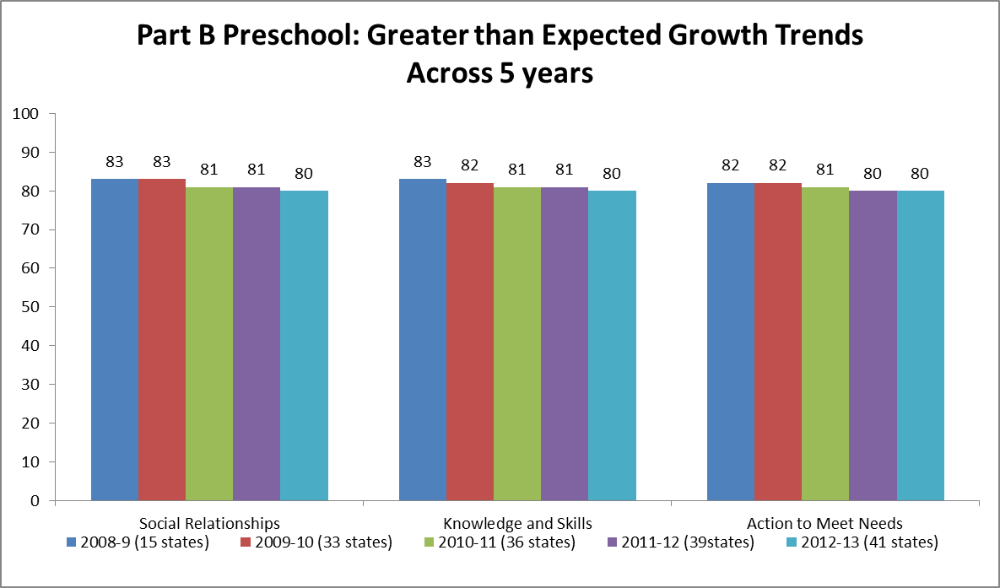 Part B Preschool: Greater than Expected Growth Trends
Across 5 years
100
90
80
70
60
50
40
30
20
10
0
83 83 81 81 80
83 82 81 81 80
82 82 81 80 80
Social Relationships Knowledge and Skills Action to Meet Needs
2008-9 (15 states) 2009-10 (33 states) 2010-11 (36 states) 2011-12 (39states) 2012-13 (41 states)